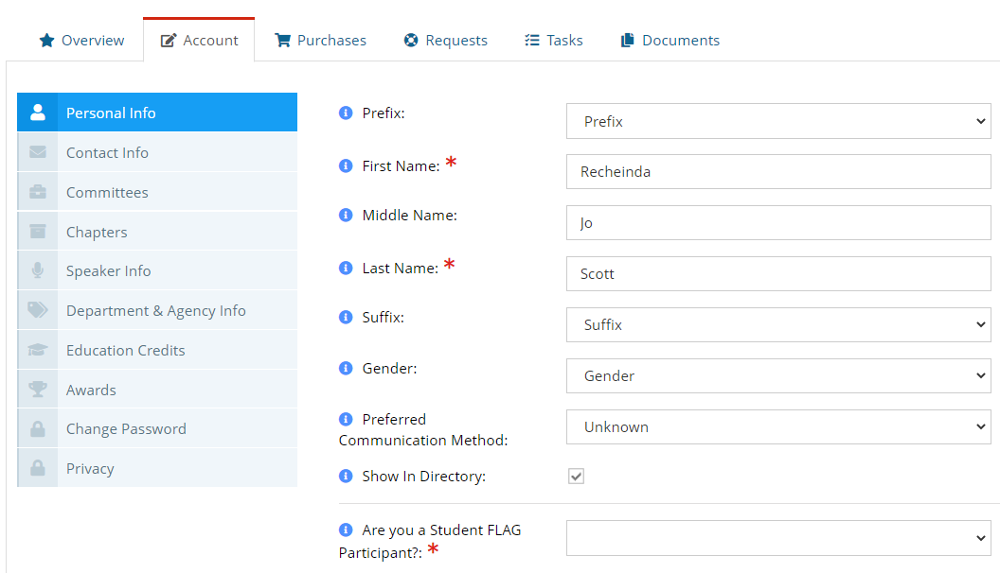 Overview Account Purchases Requests Tasks Documents
Personal Info
Contact Info
Committees
Chapters
Speaker Info
Department & Agency Info
Education Credits
Awards
Change Password
Privacy
Prefix: Prefix
First Name: * Recheinda
Middle Name: Jo
Last Name: * Scott
Suffix: Suffix
Gender: Gender
Preferred
Communication Method: Unknown
Show In Directory:
Are you a Student FLAG
Participant?: *